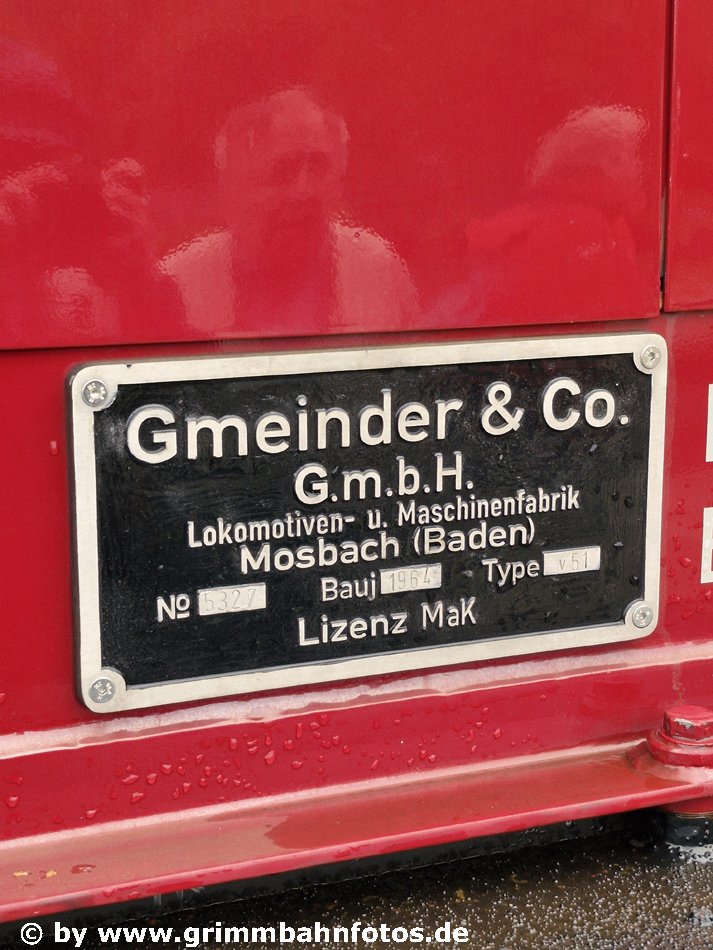 Gmeinder & Co.
G.m.b.H.
Lokomotiven- u. Maschinenfabrik
Mosbach (Baden)
No 5327 Bauj 1964 Type V51
Lizenz MaK
© by www.grimmbahnfotos.de